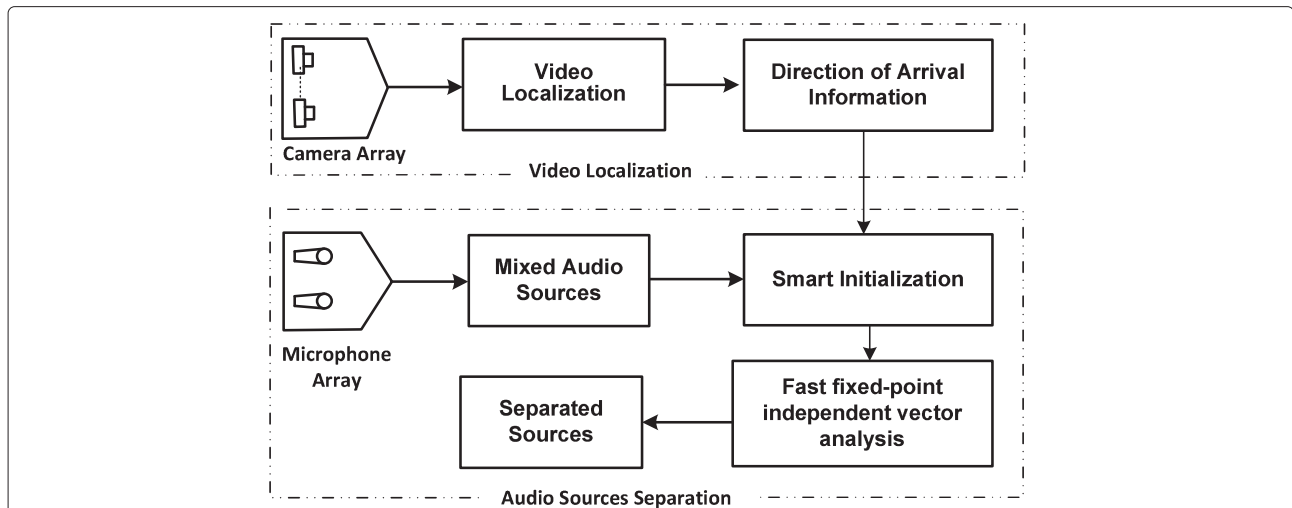 Video
Localization
Direction of Arrival
Information
Camera Array
Video Localization
Mixed Audio
Sources
Smart Initialization
Microphone
Array
Separated
Sources
Fast fixed-point
independent vector
analysis
Audio Sources Separation